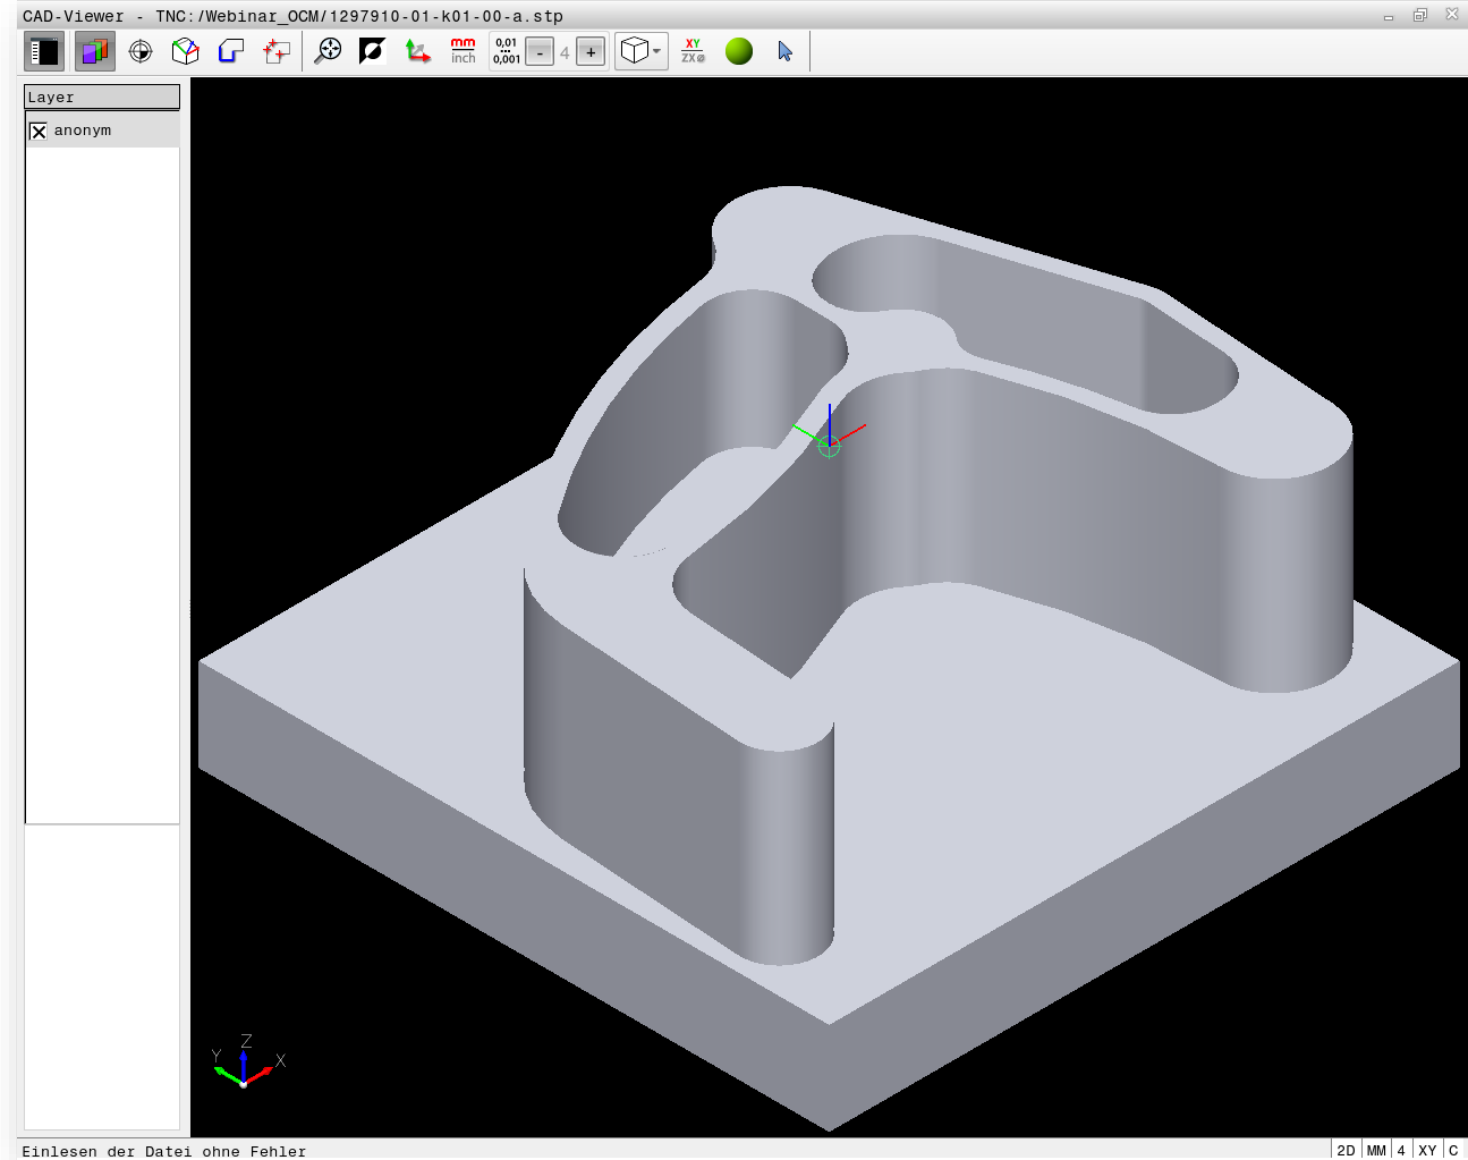 CAD-Viewer - TNC:/Webinar_OCM/1297910-01-k01-00-a.stp
mm
inch
0,01
...
0,001
- 4 +
XY
ZXø
Layer
anonym
Z
Y
X
Einlesen der Datei ohne Fehler
2D MM 4 XY C